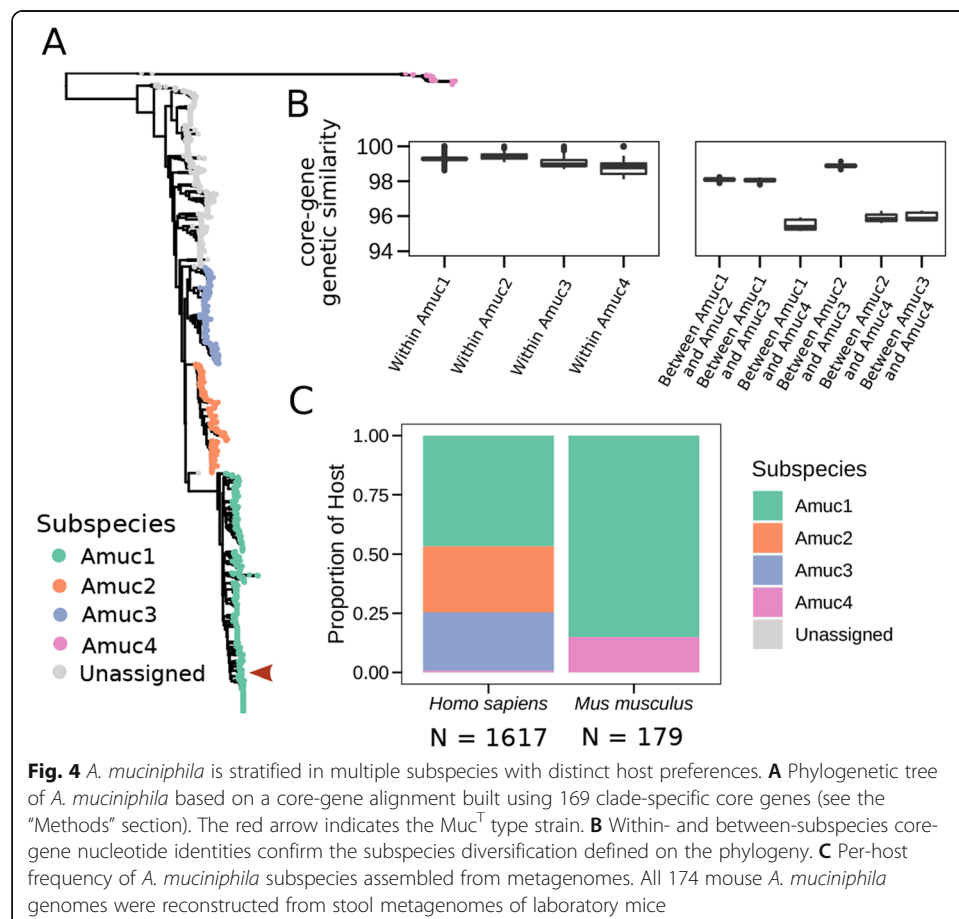 A
B
core-gene
genetic similarity
100
98
96
94
Within Amuc1
Within Amuc2
Within Amuc3
Within Amuc4
Between Amuc1
and Amuc2
Between Amuc1
and Amuc3
Between Amuc1
and Amuc4
Between Amuc2
and Amuc3
Between Amuc2
and Amuc4
Between Amuc3
and Amuc4
Subspecies
Amuc1
Amuc2
Amuc3
Amuc4
Unassigned
C
Proportion of Host
1.00
0.75
0.50
0.25
0.00
Homo sapiens
Mus musculus
N = 1617
N = 179
Subspecies
Amuc1
Amuc2
Amuc3
Amuc4
Unassigned
Fig. 4 A. muciniphila is stratified in multiple subspecies with distinct host preferences. A Phylogenetic tree
of A. muciniphila based on a core-gene alignment built using 169 clade-specific core genes (see the
“Methods” section). The red arrow indicates the Muc^T type strain. B Within- and between-subspecies core-
gene nucleotide identities confirm the subspecies diversification defined on the phylogeny. C Per-host
frequency of A. muciniphila subspecies assembled from metagenomes. All 174 mouse A. muciniphila
genomes were reconstructed from stool metagenomes of laboratory mice